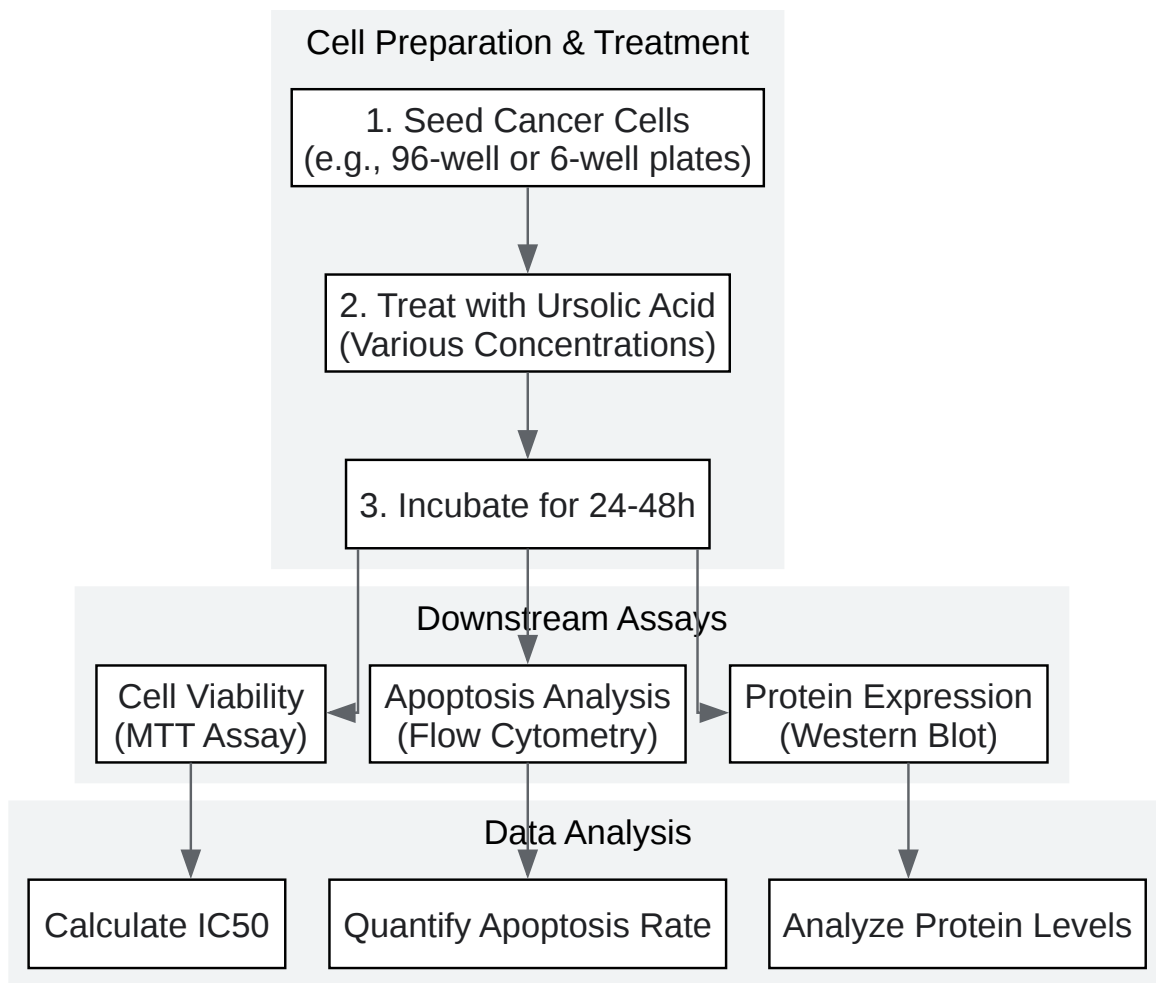 Cell Preparation & Treatment
1. Seed Cancer Cells
(e.g., 96-well or 6-well plates)
2. Treat with Ursolic Acid
(Various Concentrations)
3. Incubate for 24-48h
Downstream Assays
Cell Viability
(MTT Assay)
Apoptosis Analysis
(Flow Cytometry)
Protein Expression
(Western Blot)
Data Analysis
Calculate IC50
Quantify Apoptosis Rate
Analyze Protein Levels